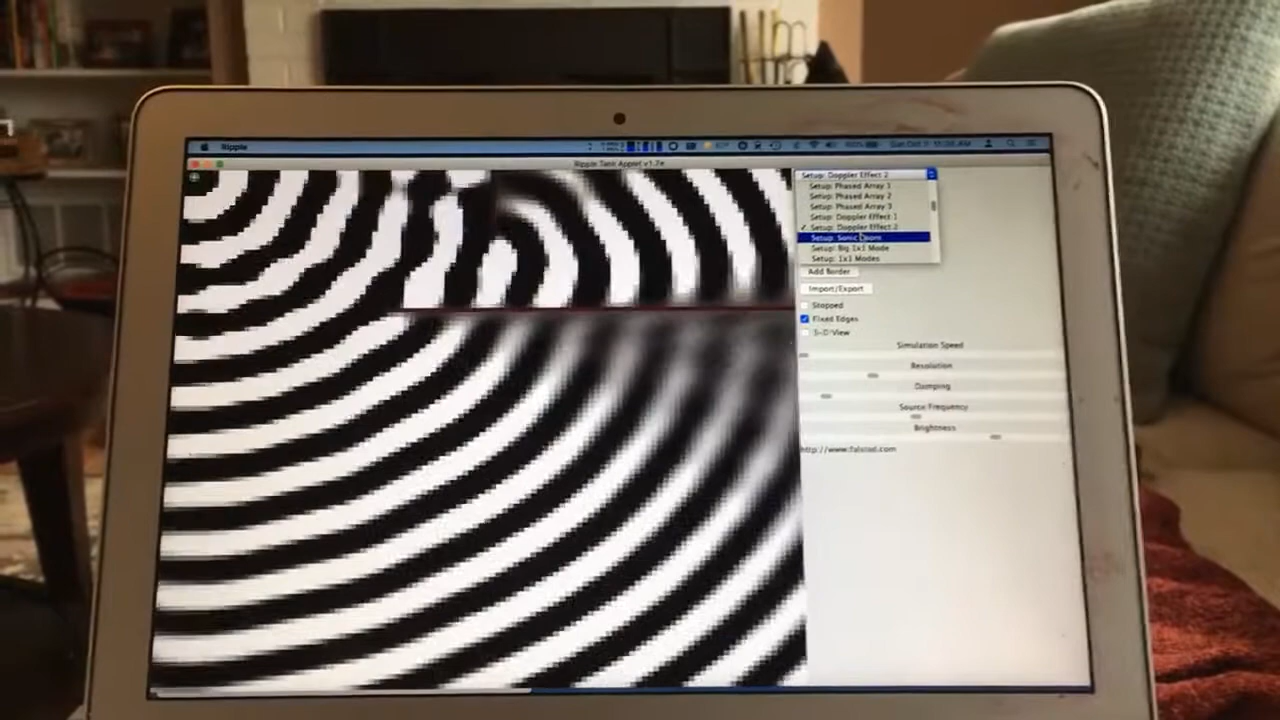 Ripple
Ripple Tank Applet v1.7e
Setup: Doppler Effect 2
Setup: Phased Array 1
Setup: Phased Array 2
Setup: Phased Array 3
Setup: Doppler Effect 1
✓ Setup: Doppler Effect 2
Setup: Sonic Boom
Setup: Big 1x1 Mode
Setup: 1x1 Modes
Add Border
Import/Export
Stopped
Fixed Edges
3-D View
Simulation Speed
Resolution
Damping
Source Frequency
Brightness
http://www.falstad.com